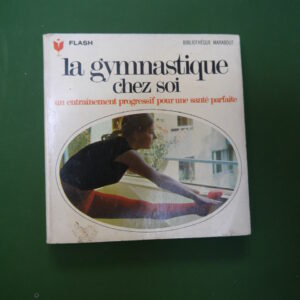 FLASH
BIBLIOTHÈQUE MARABOUT
la gymnastique
chez soi
un entraînement progressif pour une santé parfaite